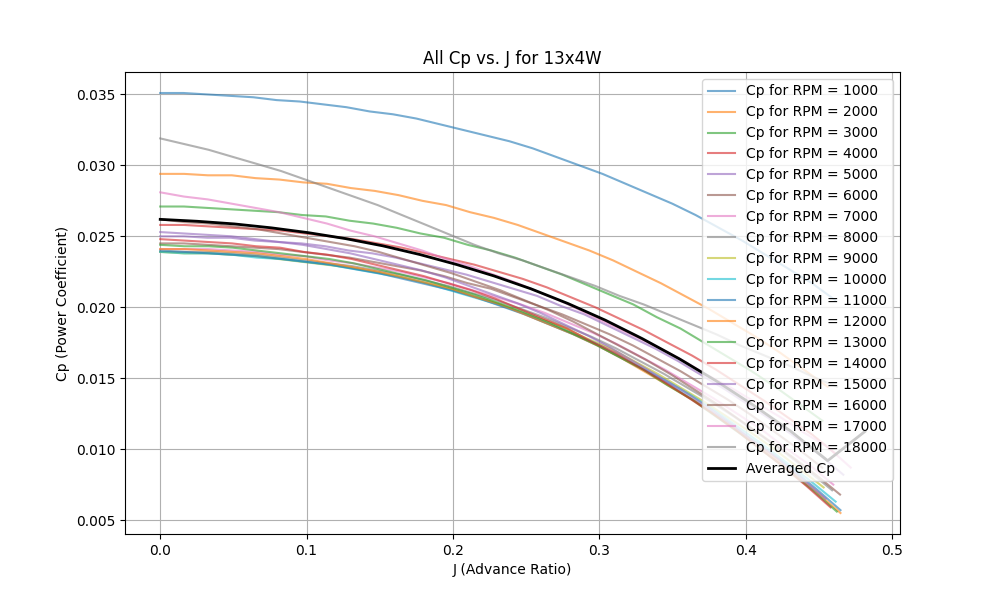 All Cp vs. J for 13x4W
Cp (Power Coefficient)
0.035
0.030
0.025
0.020
0.015
0.010
0.005
0.0 0.1 0.2 0.3 0.4 0.5
J (Advance Ratio)
Cp for RPM = 1000
Cp for RPM = 2000
Cp for RPM = 3000
Cp for RPM = 4000
Cp for RPM = 5000
Cp for RPM = 6000
Cp for RPM = 7000
Cp for RPM = 8000
Cp for RPM = 9000
Cp for RPM = 10000
Cp for RPM = 11000
Cp for RPM = 12000
Cp for RPM = 13000
Cp for RPM = 14000
Cp for RPM = 15000
Cp for RPM = 16000
Cp for RPM = 17000
Cp for RPM = 18000
Averaged Cp